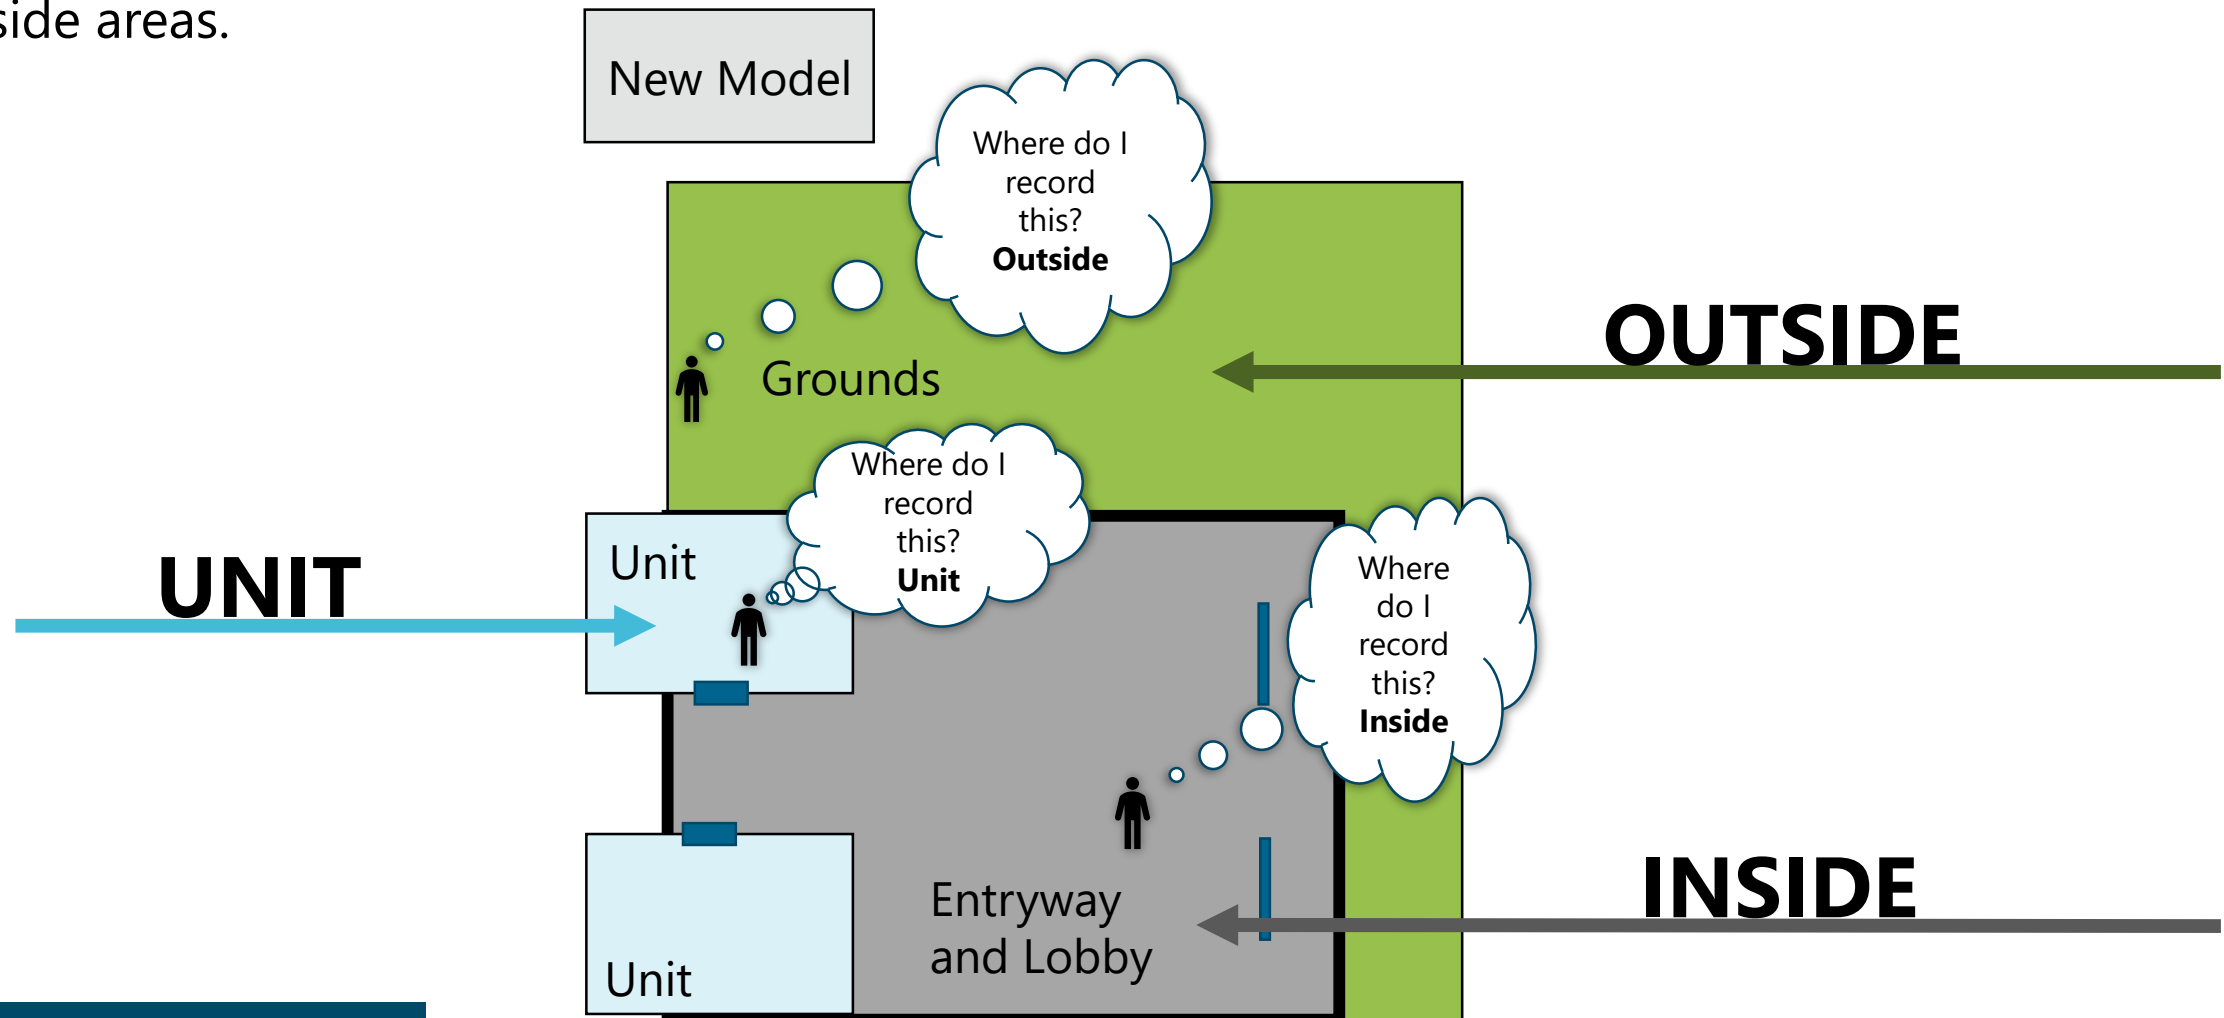 side areas.
New Model
Where do I
record
this?
Outside
OUTSIDE
Grounds
Where do I
record
this?
Unit
Unit
UNIT
Where
do I
record
this?
Inside
INSIDE
Entryway
and Lobby
Unit